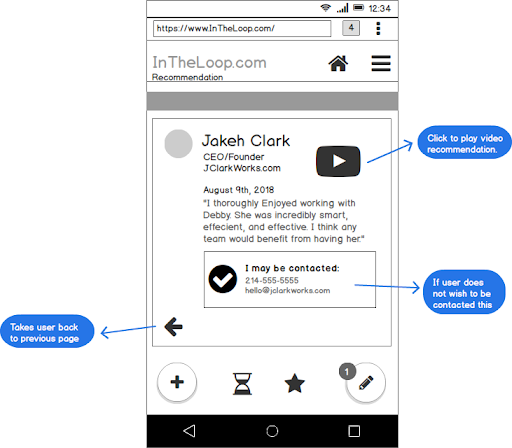 12:34
https://www.InTheLoop.com/
4
InTheLoop.com
Recommendation
Jakeh Clark
CEO/Founder
JClarkWorks.com
Click to play video
recommendation.
August 9th, 2018
"I thoroughly Enjoyed working with
Debby. She was incredibly smart,
effecient, and effective. I think any
team would benefit from having her."
I may be contacted:
214-555-5555
hello@jclarkworks.com
If user does
not wish to be
contacted this
Takes user back
to previous page
1